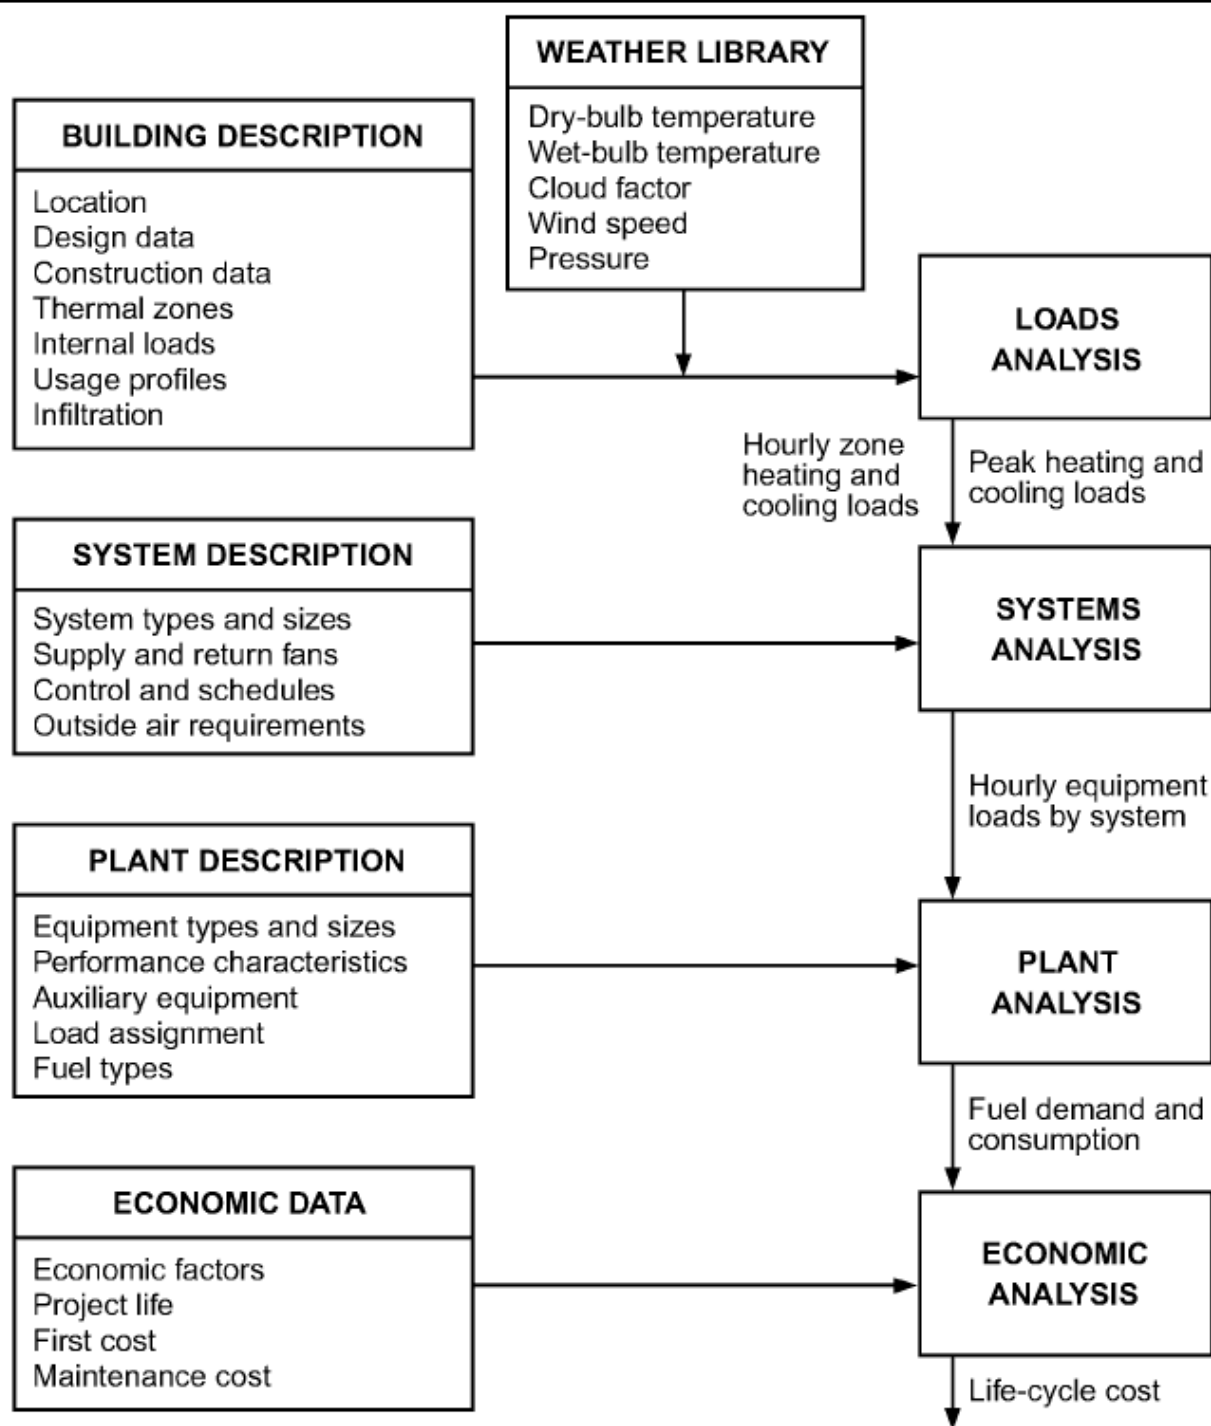 WEATHER LIBRARY
Dry-bulb temperature
Wet-bulb temperature
Cloud factor
Wind speed
Pressure
BUILDING DESCRIPTION
Location
Design data
Construction data
Thermal zones
Internal loads
Usage profiles
Infiltration
LOADS
ANALYSIS
Hourly zone
heating and
cooling loads
Peak heating and
cooling loads
SYSTEM DESCRIPTION
System types and sizes
Supply and return fans
Control and schedules
Outside air requirements
SYSTEMS
ANALYSIS
Hourly equipment
loads by system
PLANT DESCRIPTION
Equipment types and sizes
Performance characteristics
Auxiliary equipment
Load assignment
Fuel types
PLANT
ANALYSIS
Fuel demand and
consumption
ECONOMIC DATA
Economic factors
Project life
First cost
Maintenance cost
ECONOMIC
ANALYSIS
Life-cycle cost